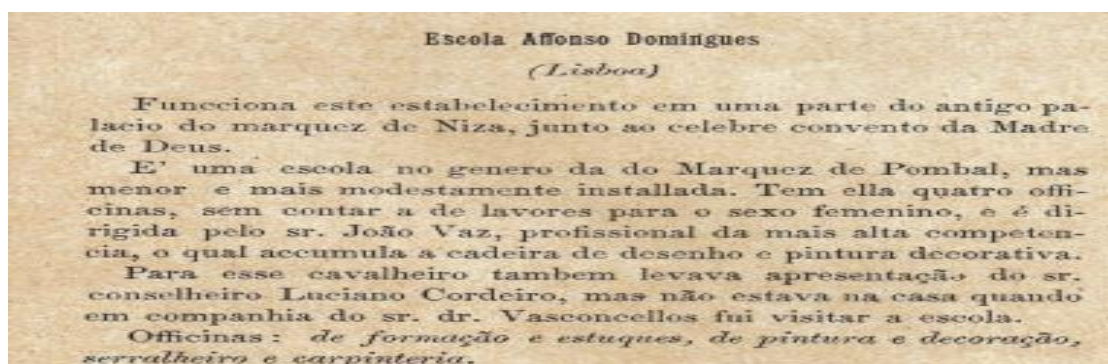 Escola Affonso Domingues
(Lisboa)
Funcciona este estabelecimento em uma parte do antigo pa-
lacio do marquez de Niza, junto ao celebre convento da Madre
de Deus.
E' uma escola no genero da do Marquez de Pombal, mas
menor e mais modestamente installada. Tem ella quatro offi-
cinas, sem contar a de lavores para o sexo femenino, e é di-
rigida pelo sr. João Vaz, profissional da mais alta competen-
cia, o qual accumula a cadeira de desenho e pintura decorativa.
Para esse cavalheiro tambem levava apresentação do sr.
conselheiro Luciano Cordeiro, mas não estava na casa quando
em companhia do sr. dr. Vasconcellos fui visitar a escola.
Officinas: de formação e estuques, de pintura e decoração,
serralheiro e carpinteria.